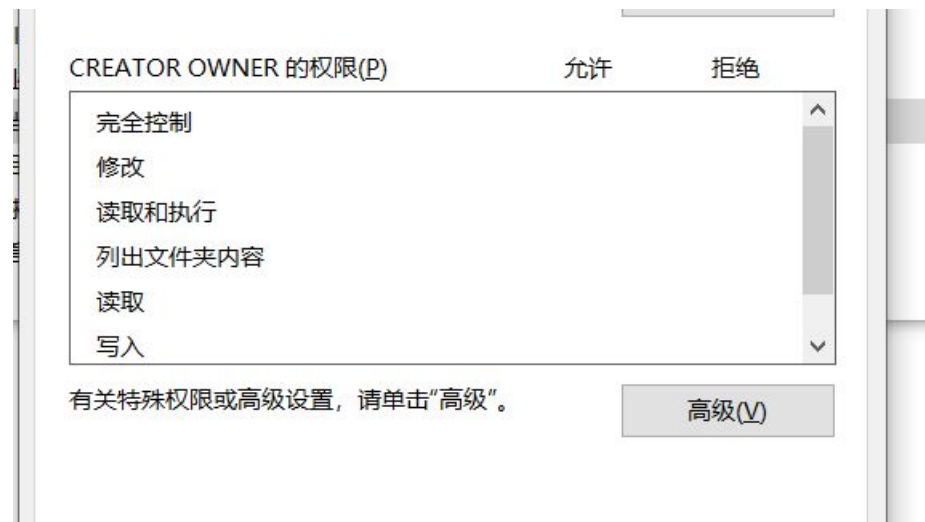 CREATOR OWNER 的权限(P) 允许 拒绝
完全控制
修改
读取和执行
列出文件夹内容
读取
写入
有关特殊权限或高级设置，请单击"高级"。 高级(V)